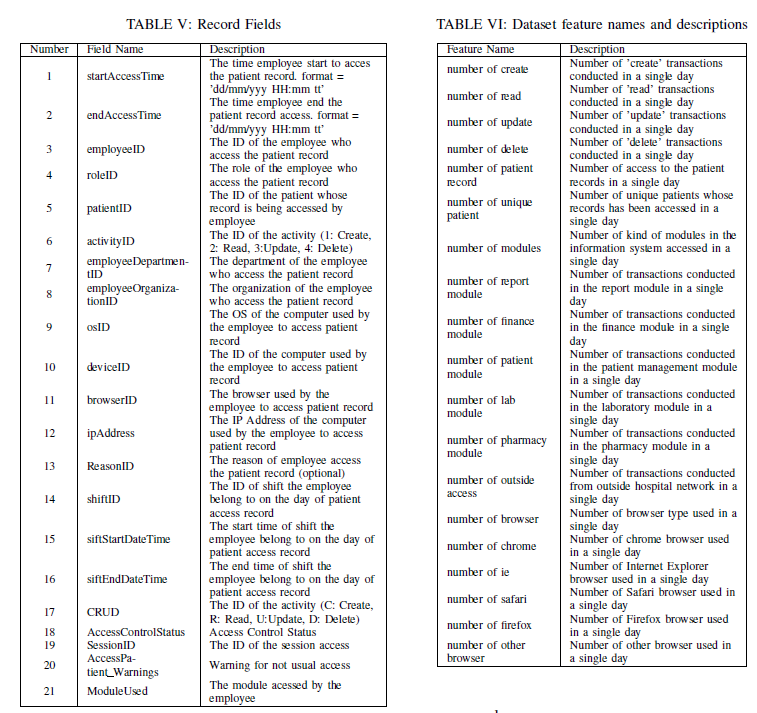 TABLE V: Record Fields
Number Field Name Description
1 startAccessTime The time employee start to acces
the patient record. format =
'dd/mm/yyy HH:mm tt'
2 endAccessTime The time employee end the
patient record access. format =
'dd/mm/yyy HH:mm tt'
3 employeeID The ID of the employee who
access the patient record
4 roleID The role of the employee who
access the patient record
5 patientID The ID of the patient whose
record is being accessed by
employee
6 activityID The ID of the activity (1: Create,
2: Read, 3:Update, 4: Delete)
7 employeeDepartmen-
tID The department of the employee
who access the patient record
8 employeeOrganiza-
tionID The organization of the employee
who access the patient record
9 osID The OS of the computer used by
the employee to access patient
record
10 deviceID The ID of the computer used by
the employee to access patient
record
11 browserID The browser used by the
employee to access patient record
12 ipAddress The IP Address of the computer
used by the employee to access
patient record
13 ReasonID The reason of employee access
the patient record (optional)
14 shiftID The ID of shift the employee
belong to on the day of patient
access record
15 siftStartDateTime The start time of shift the
employee belong to on the day of
patient access record
16 siftEndDateTime The end time of shift the
employee belong to on the day of
patient access record
17 CRUD The ID of the activity (C: Create,
R: Read, U:Update, D: Delete)
18 AccessControlStatus Access Control Status
19 SessionID The ID of the session access
20 AccessPa-
tient_Warnings Warning for not usual access
21 ModuleUsed The module acessed by the
employee
TABLE VI: Dataset feature names and descriptions
Feature Name Description
number of create Number of 'create' transactions
conducted in a single day
number of read Number of 'read' transactions
conducted in a single day
number of update Number of 'update' transactions
conducted in a single day
number of delete Number of 'delete' transactions
conducted in a single day
number of patient
record Number of access to the patient
records in a single day
number of unique
patient Number of unique patients whose
records has been accessed in a
single day
number of modules Number of kind of modules in the
information system accessed in a
single day
number of report
module Number of transactions conducted
in the report module in a single
day
number of finance
module Number of transactions conducted
in the finance module in a single
day
number of patient
module Number of transactions conducted
in the patient management module
in a single day
number of lab
module Number of transactions conducted
in the laboratory module in a
single day
number of pharmacy
module Number of transactions conducted
in the pharmacy module in a
single day
number of outside
access Number of transactions conducted
from outside hospital network in a
single day
number of browser Number of browser type used in a
single day
number of chrome Number of chrome browser used
in a single day
number of ie Number of Internet Explorer
browser used in a single day
number of safari Number of Safari browser used in
a single day
number of firefox Number of Firefox browser used
in a single day
number of other
browser Number of other browser used in
a single day